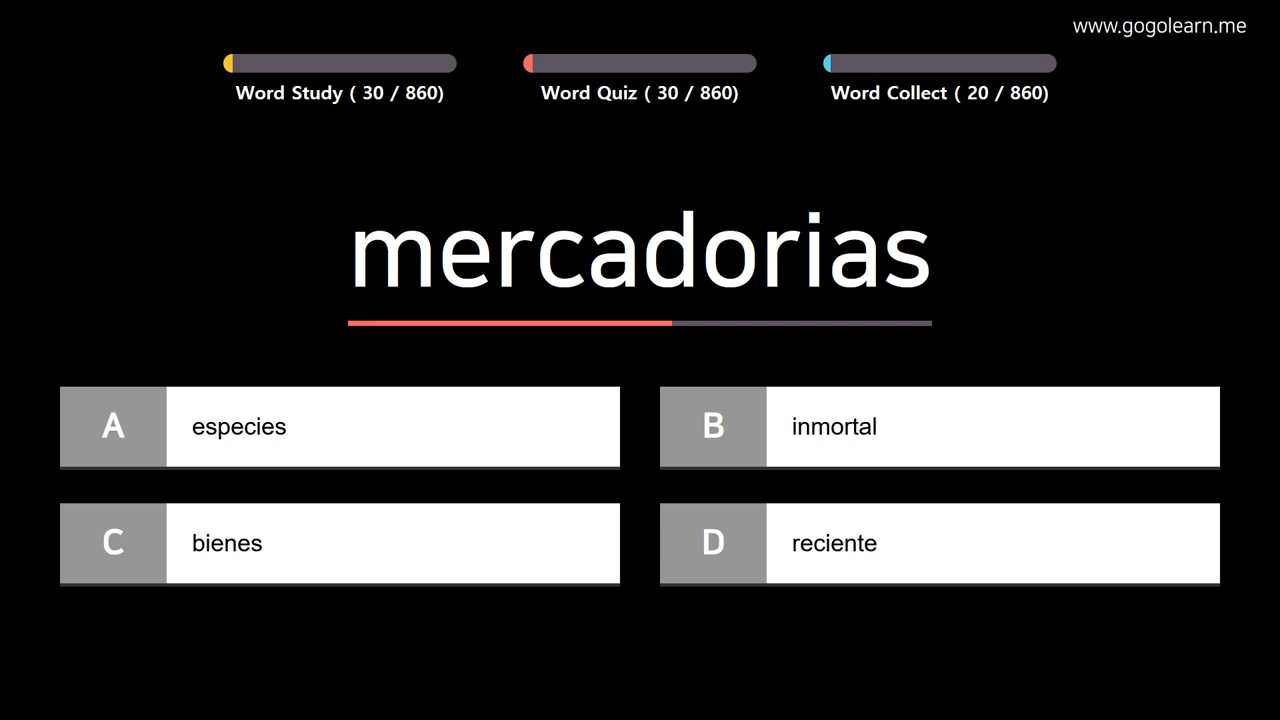 www.gogolearn.me
Word Study ( 30 / 860)
Word Quiz ( 30 / 860)
Word Collect ( 20 / 860)
mercadorias
A especies
B inmortal
C bienes
D reciente